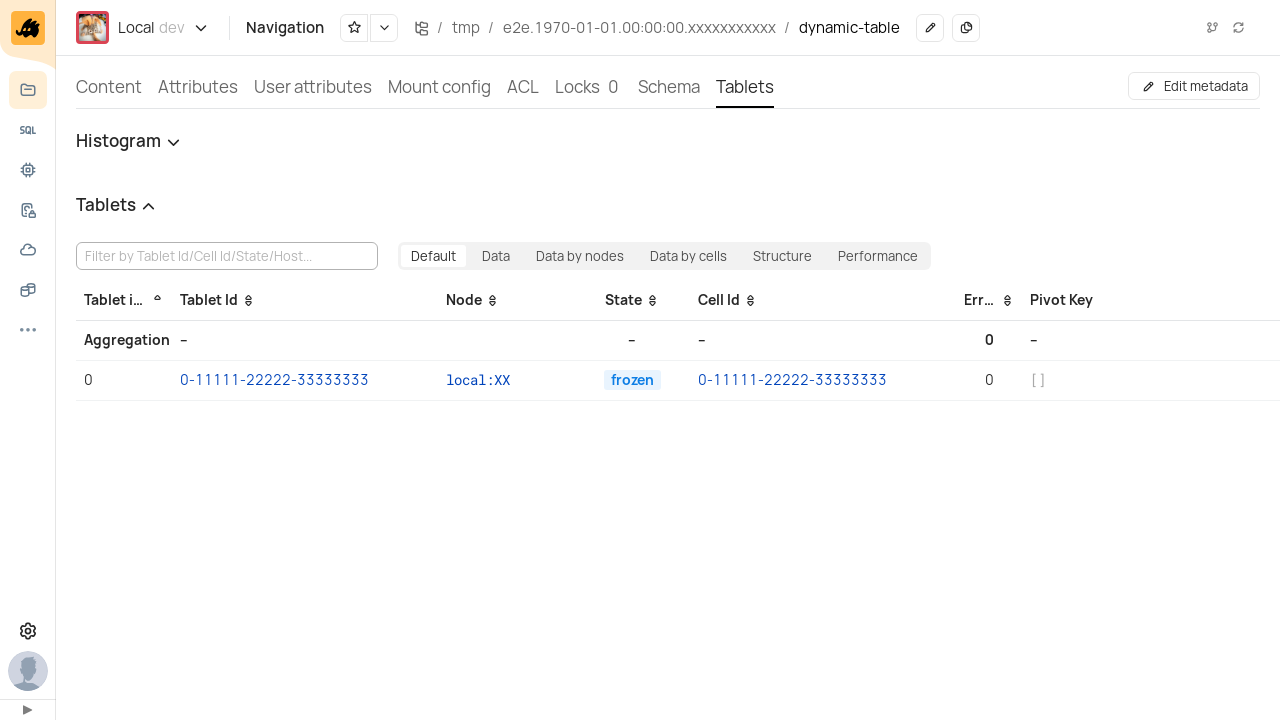 Local dev
Navigation
/ tmp / e2e.1970-01-01.00:00:00.xxxxxxxxxxx / dynamic-table
Content Attributes User attributes Mount config ACL Locks 0 Schema Tablets
Edit metadata
SQL
Histogram
Tablets
Filter by Tablet Id/Cell Id/State/Host...
Default Data Data by nodes Data by cells Structure Performance
Tablet i... Tablet Id Node State Cell Id Err... Pivot Key
Aggregation – – – 0 –
0 0-11111-22222-33333333 local:XX frozen 0-11111-22222-33333333 0 []